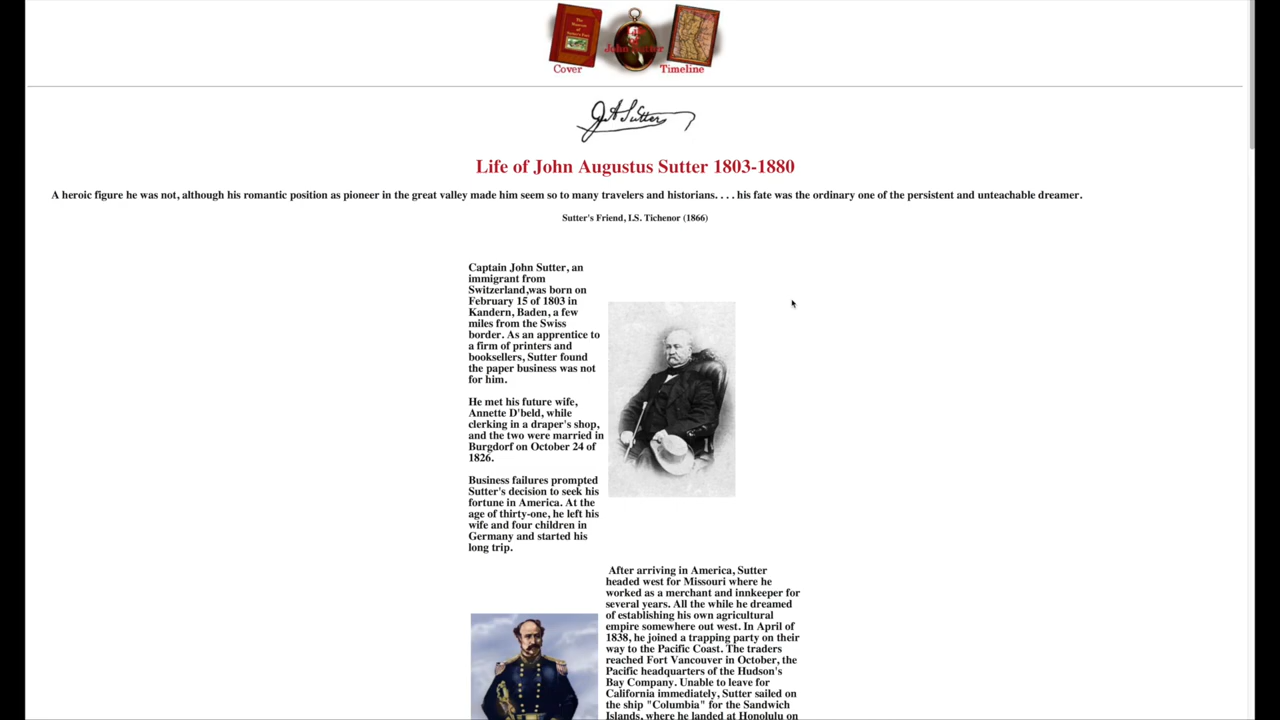 The
Memoirs
of
Sutter's Fort
Life
of
John Sutter
Cover
Timeline
J A Sutter
Life of John Augustus Sutter 1803-1880
A heroic figure he was not, although his romantic position as pioneer in the great valley made him seem so to many travelers and historians. . . . his fate was the ordinary one of the persistent and unteachable dreamer.
Sutter's Friend, I.S. Tichenor (1866)
Captain John Sutter, an
immigrant from
Switzerland,was born on
February 15 of 1803 in
Kandern, Baden, a few
miles from the Swiss
border. As an apprentice to
a firm of printers and
booksellers, Sutter found
the paper business was not
for him.
He met his future wife,
Annette D'beld, while
clerking in a draper's shop,
and the two were married in
Burgdorf on October 24 of
1826.
Business failures prompted
Sutter's decision to seek his
fortune in America. At the
age of thirty-one, he left his
wife and four children in
Germany and started his
long trip.
After arriving in America, Sutter
headed west for Missouri where he
worked as a merchant and innkeeper for
several years. All the while he dreamed
of establishing his own agricultural
empire somewhere out west. In April of
1838, he joined a trapping party on their
way to the Pacific Coast. The traders
reached Fort Vancouver in October, the
Pacific headquarters of the Hudson's
Bay Company. Unable to leave for
California immediately, Sutter sailed on
the ship "Columbia" for the Sandwich
Islands, where he landed at Honolulu on